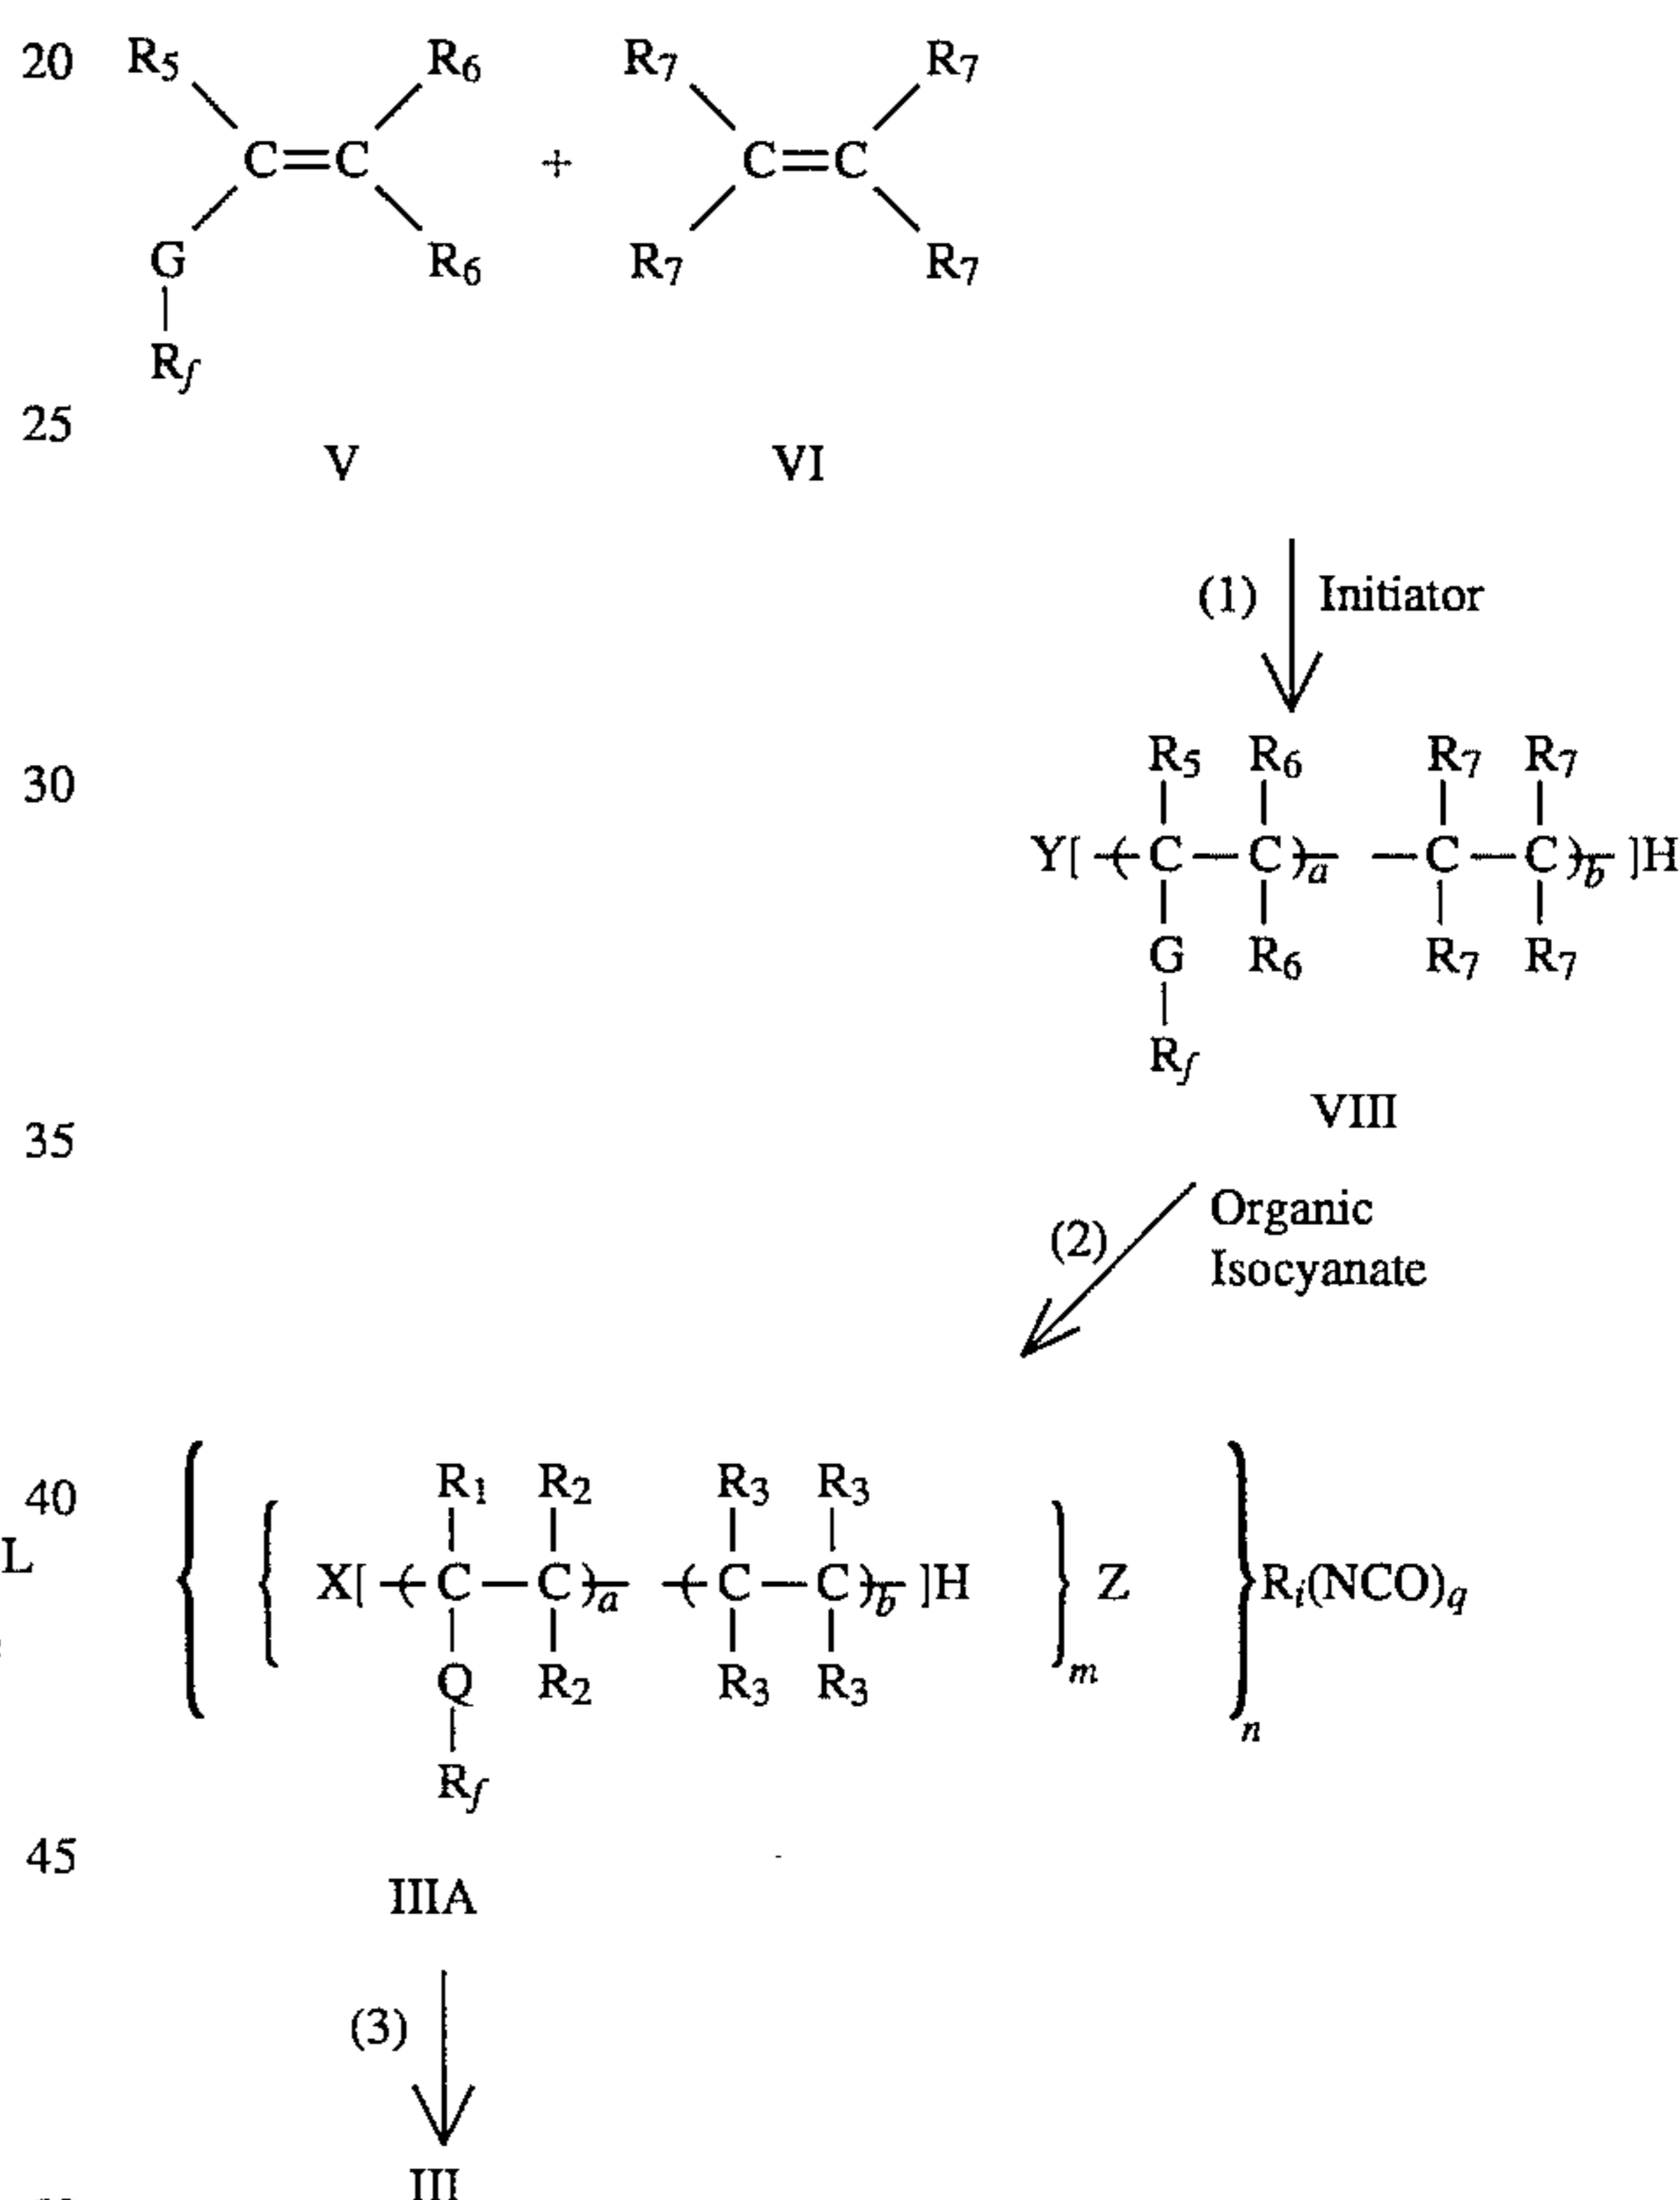 20 R5 R6 R7 R7
C=C + C=C
G R6 R7 R7
Rf
25
V VI
(1) Initiator
30 R5 R6 R7 R7
Y[ -( C — C )a — C — C )b ]H
G R6 R7 R7
Rf
VIII
35
(2) Organic
Isocyanate
40 R1 R2 R3 R3
L { { X[ -( C — C )a -( C — C )b ]H }m Z }n Ri(NCO)q
Q R2 R3 R3
Rf
45
IIIA
(3)
III